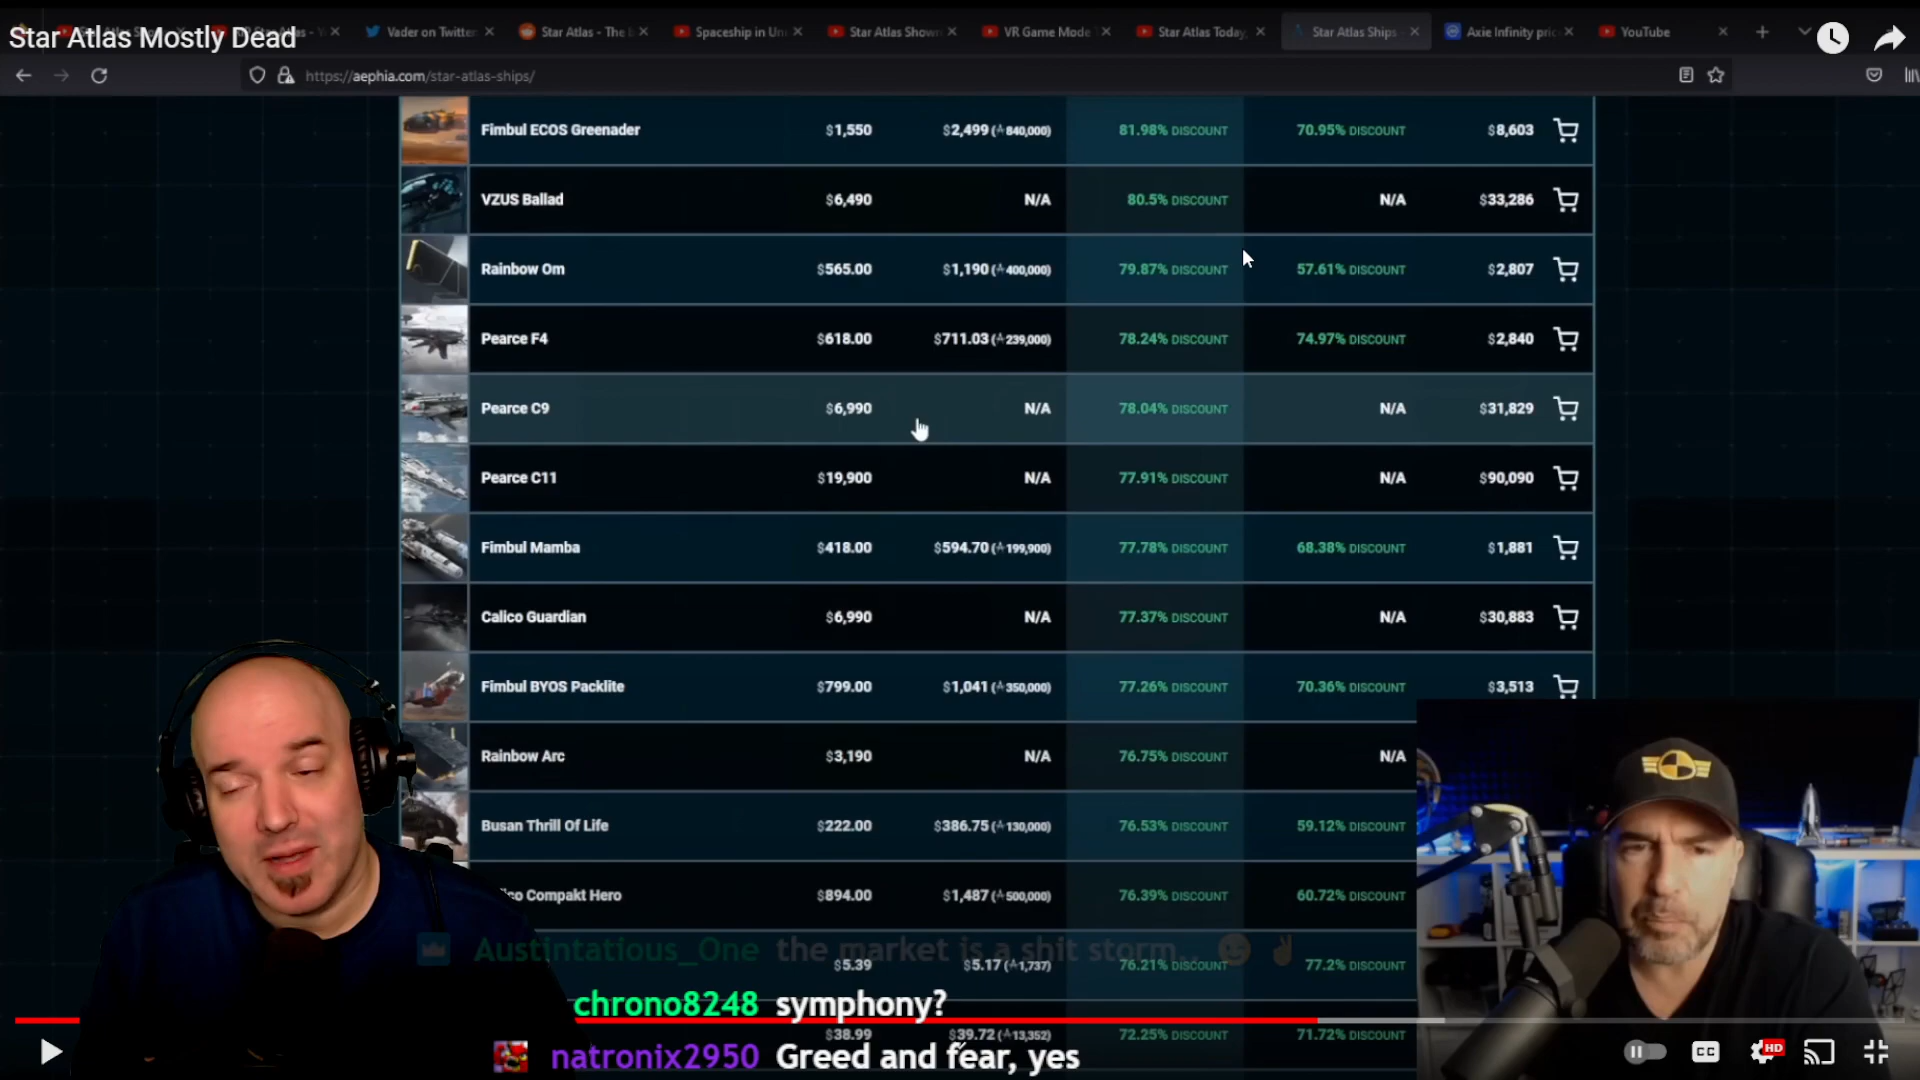 Star Atlas Mostly Dead
Vader on Twitter
Star Atlas - The
Spaceship in Un
Star Atlas Shown
VR Game Mode
Star Atlas Today,
Star Atlas Ships -
Axie Infinity pric
YouTube
https://aephia.com/star-atlas-ships/
Fimbul ECOS Greenader $1,550 $2,499 (840,000) 81.98% DISCOUNT 70.95% DISCOUNT $8,603
VZUS Ballad $6,490 N/A 80.5% DISCOUNT N/A $33,286
Rainbow Om $565.00 $1,190 (400,000) 79.87% DISCOUNT 57.61% DISCOUNT $2,807
Pearce F4 $618.00 $711.03 (239,000) 78.24% DISCOUNT 74.97% DISCOUNT $2,840
Pearce C9 $6,990 N/A 78.04% DISCOUNT N/A $31,829
Pearce C11 $19,900 N/A 77.91% DISCOUNT N/A $90,090
Fimbul Mamba $418.00 $594.70 (199,900) 77.78% DISCOUNT 68.38% DISCOUNT $1,881
Calico Guardian $6,990 N/A 77.37% DISCOUNT N/A $30,883
Fimbul BYOS Packlite $799.00 $1,041 (350,000) 77.26% DISCOUNT 70.36% DISCOUNT $3,513
Rainbow Arc $3,190 N/A 76.75% DISCOUNT N/A
Busan Thrill Of Life $222.00 $386.75 (130,000) 76.53% DISCOUNT 59.12% DISCOUNT
co Compakt Hero $894.00 $1,487 (500,000) 76.39% DISCOUNT 60.72% DISCOUNT
Austintatious_One the market is a shit storm..
$5.39 $5.17 (1,737) 76.21% DISCOUNT 77.2% DISCOUNT
chrono8248 symphony?
$38.99 $39.72 (13,352) 72.25% DISCOUNT 71.72% DISCOUNT
natronix2950 Greed and fear, yes
CC
HD